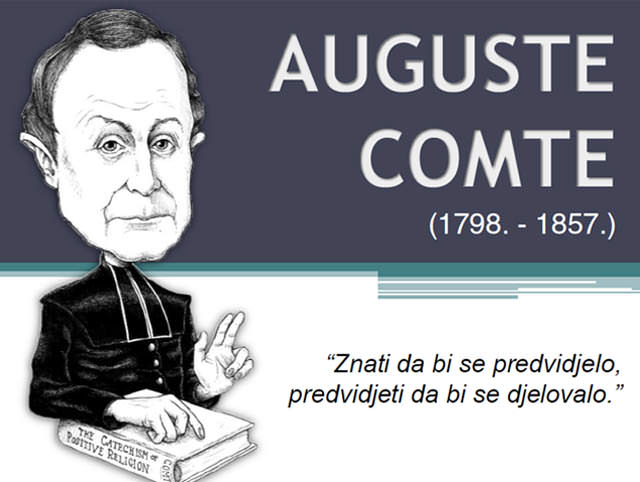 AUGUSTE
COMTE
(1798. - 1857.)
“Znati da bi se predvidjelo,
predvidjeti da bi se djelovalo.”
THE CATECHISM OF
POSITIVE RELIGION